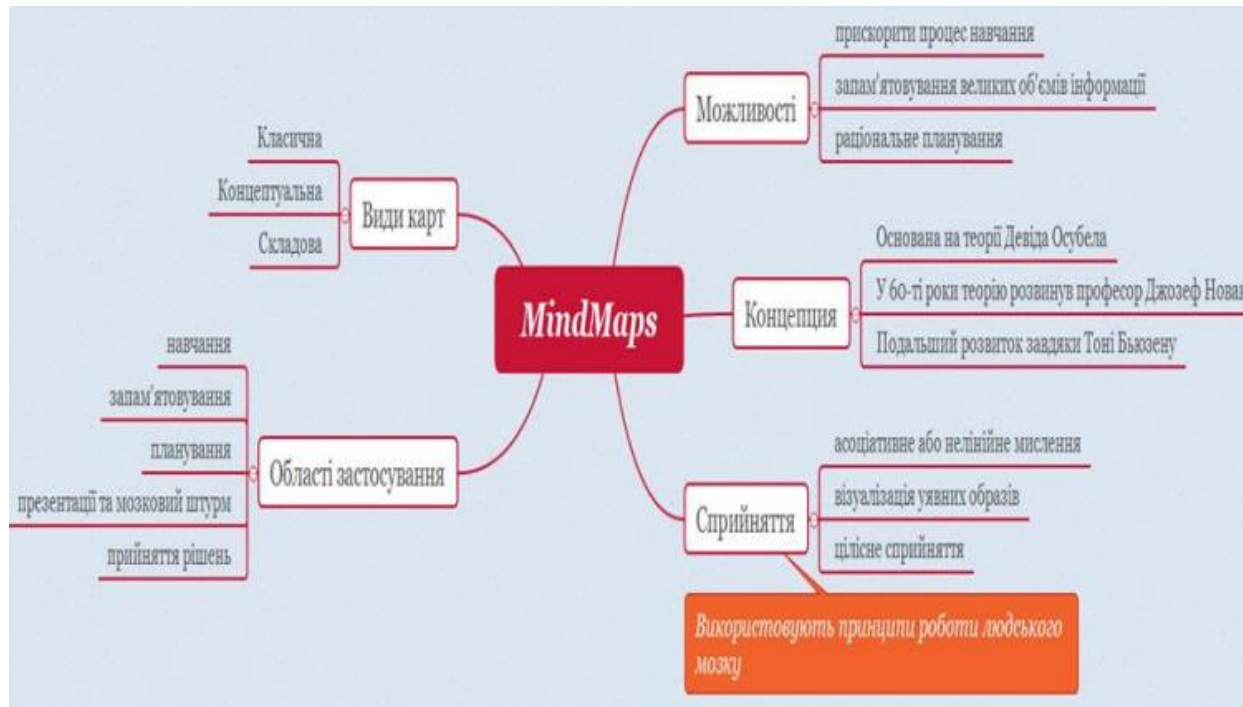 MindMaps
Можливості
прискорити процес навчання
запам'ятовування великих об'ємів інформації
раціональне планування
Концепция
Основана на теорії Девіда Осубела
У 60-ті роки теорію розвинув професор Джозеф Новак
Подальший розвиток завдяки Тоні Бьюзену
Сприйняття
асоціативне або нелінійне мислення
візуалізація уявних образів
цілісне сприйняття
Використовують принципи роботи людського
мозку
Види карт
Класична
Концептуальна
Складова
Області застосування
навчання
запам'ятовування
планування
презентації та мозковий штурм
прийняття рішень